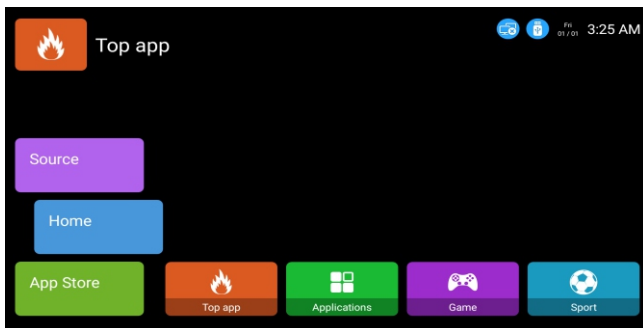 Top app
Fri
01/01
3:25 AM
Source
Home
App Store
Top app
Applications
Game
Sport